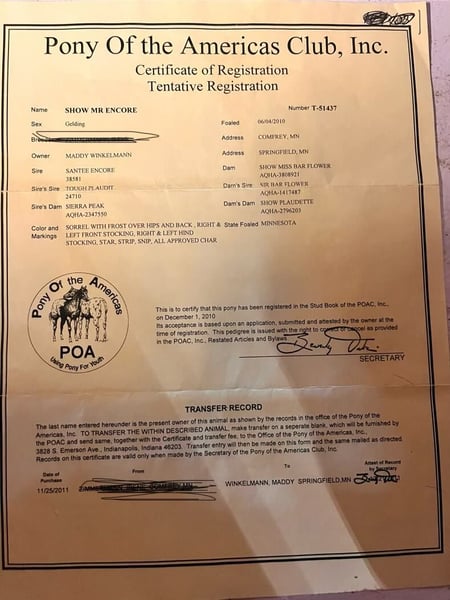 Pony Of the Americas Club, Inc.
Certificate of Registration
Tentative Registration
Name SHOW MR ENCORE Number T-51437
Sex Gelding Foaled 06/04/2010
Address COMFREY, MN
Owner MADDY WINKELMANN Address SPRINGFIELD, MN
Sire SANTEE ENCORE Dam SHOW MISS BAR FLOWER
38581 AQHA-3808921
Sire's Sire TOUGH PLAUDIT Dam's Sire SIR BAR FLOWER
24710 AQHA-1417487
Sire's Dam SIERRA PEAK Dam's Dam SHOW PLAUDETTE
AQHA-2347550 AQHA-2796203
Color and SORREL WITH FROST OVER HIPS AND BACK , RIGHT & State Foaled MINNESOTA
Markings LEFT FRONT STOCKING, RIGHT & LEFT HIND
STOCKING, STAR, STRIP, SNIP, ALL APPROVED CHAR
Pony Of the Americas
POA
Using Pony For Youth
This is to certify that this pony has been registered in the Stud Book of the POAC, Inc.,
on December 1, 2010
Its acceptance is based upon an application, submitted and attested by the owner at the
time of registration. This pedigree is issued with the right to correct or cancel as provided
in the POAC, Inc., Restated Articles and Bylaws
SECRETARY
TRANSFER RECORD
The last name entered hereunder is the present owner of this animal as shown by the records in the office of the Pony of the
Americas, Inc. TO TRANSFER THE WITHIN DESCRIBED ANIMAL, make transfer on a seperate blank, which will be furnished by
the POAC and send same, together with the Certificate and transfer fee, to the Office of the Pony of the Americas, Inc.,
3828 S. Emerson Ave., Indianapolis, Indiana 46203. Transfer entry will then be made on this form and the same mailed as directed.
Records on this certificate are valid only when made by the Secretary of the Pony of the Americas Club, Inc.
Date of Purchase From To Attest of Record by Secretary
11/25/2011 WINKELMANN, MADDY SPRINGFIELD,MN